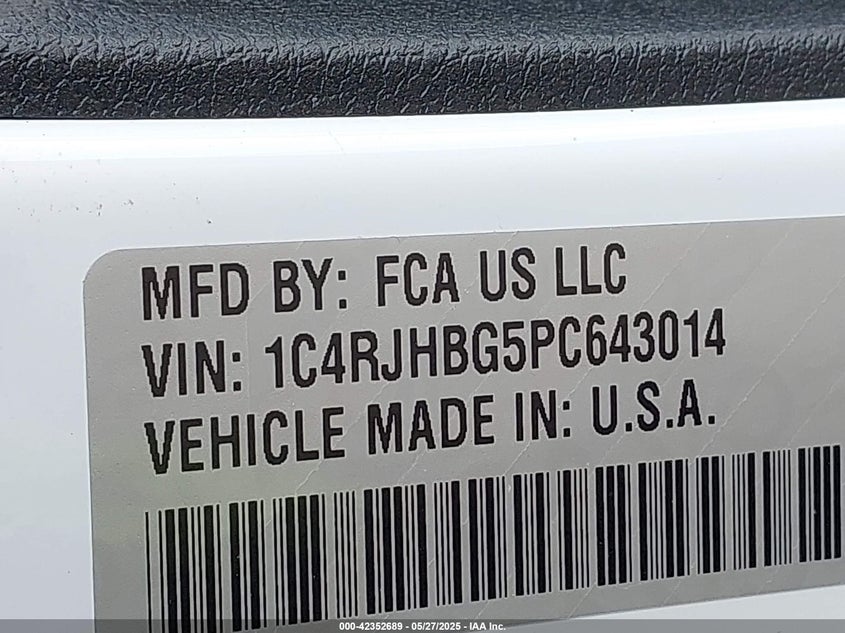 MFD BY: FCA US LLC
VIN: 1C4RJHBG5PC643014
VEHICLE MADE IN: U.S.A.
000-42352689 - 05/27/2025 - IAA Inc.